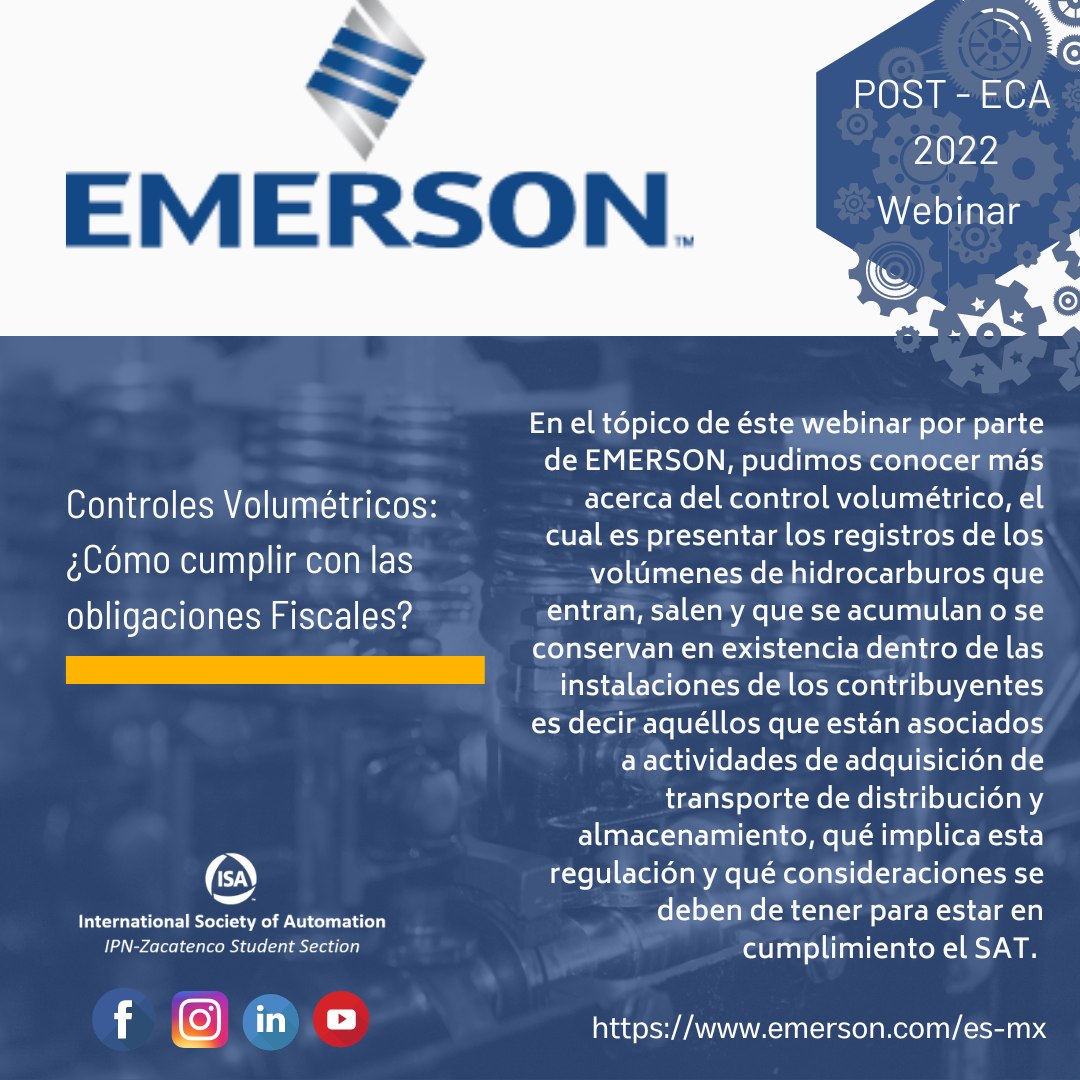 EMERSON™
POST - ECA
2022
Webinar
Controles Volumétricos:
¿Cómo cumplir con las
obligaciones Fiscales?
En el tópico de éste webinar por parte
de EMERSON, pudimos conocer más
acerca del control volumétrico, el
cual es presentar los registros de los
volúmenes de hidrocarburos que
entran, salen y que se acumulan o se
conservan en existencia dentro de las
instalaciones de los contribuyentes
es decir aquéllos que están asociados
a actividades de adquisición de
transporte de distribución y
almacenamiento, qué implica esta
regulación y qué consideraciones se
deben de tener para estar en
cumplimiento el SAT.
ISA
International Society of Automation
IPN-Zacatenco Student Section
f
in
https://www.emerson.com/es-mx